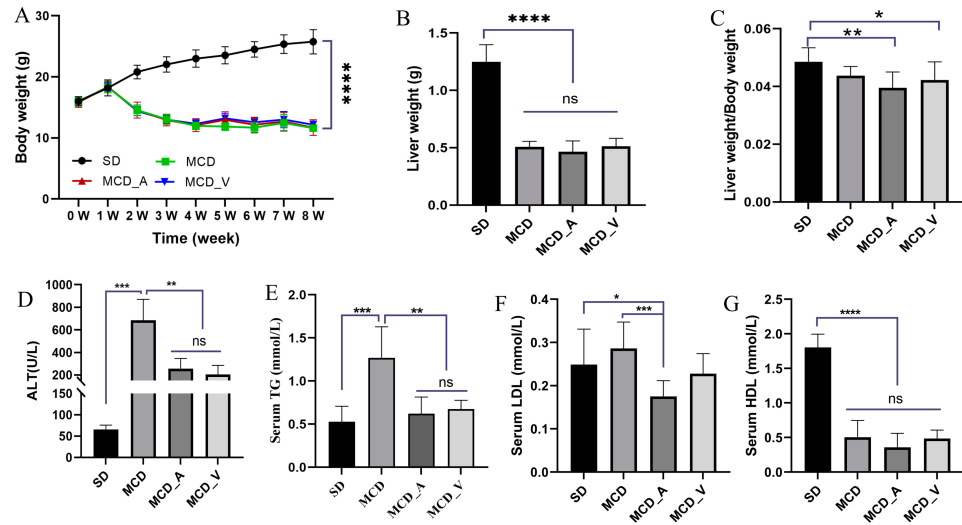 A
Body weight (g)
30
20
10
0
SD
MCD
MCD_A
MCD_V
****
0 W 1 W 2 W 3 W 4 W 5 W 6 W 7 W 8 W
Time (week)
B
Liver weight (g)
1.5
1.0
0.5
0.0
****
ns
SD MCD MCD_A MCD_V
C
Liver weight/Body weight
0.06
0.04
0.02
0.00
*
**
SD MCD MCD_A MCD_V
D
ALT(U/L)
1000
800
600
400
200
150
100
50
0
***
**
ns
SD MCD MCD_A MCD_V
E
Serum TG (mmol/L)
2.0
1.5
1.0
0.5
0.0
***
**
ns
SD MCD MCD_A MCD_V
F
Serum LDL (mmol/L)
0.4
0.3
0.2
0.1
0.0
*
***
SD MCD MCD_A MCD_V
G
Serum HDL (mmol/L)
2.5
2.0
1.5
1.0
0.5
0.0
****
ns
SD MCD MCD_A MCD_V